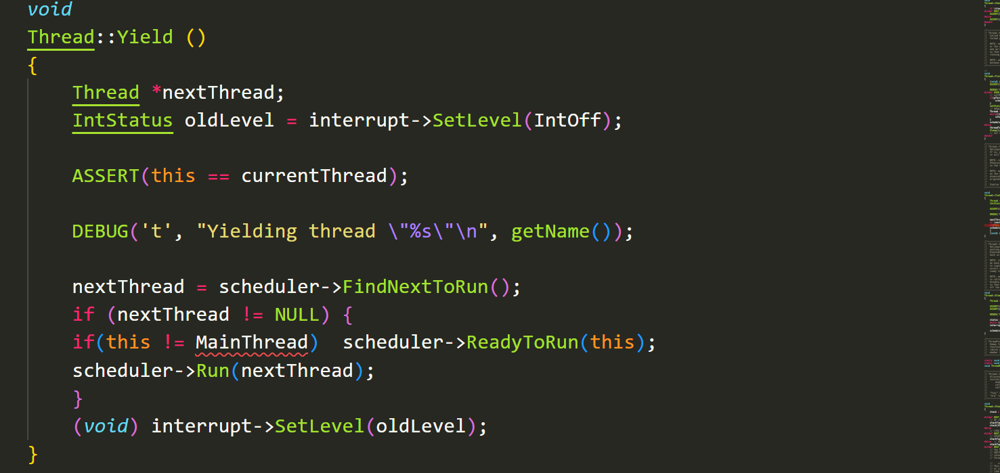 void
Thread::Yield ()
{
    Thread *nextThread;
    IntStatus oldLevel = interrupt->SetLevel(IntOff);

    ASSERT(this == currentThread);

    DEBUG('t', "Yielding thread \"%s\"\n", getName());

    nextThread = scheduler->FindNextToRun();
    if (nextThread != NULL) {
    if(this != MainThread)  scheduler->ReadyToRun(this);
    scheduler->Run(nextThread);
    }
    (void) interrupt->SetLevel(oldLevel);
}